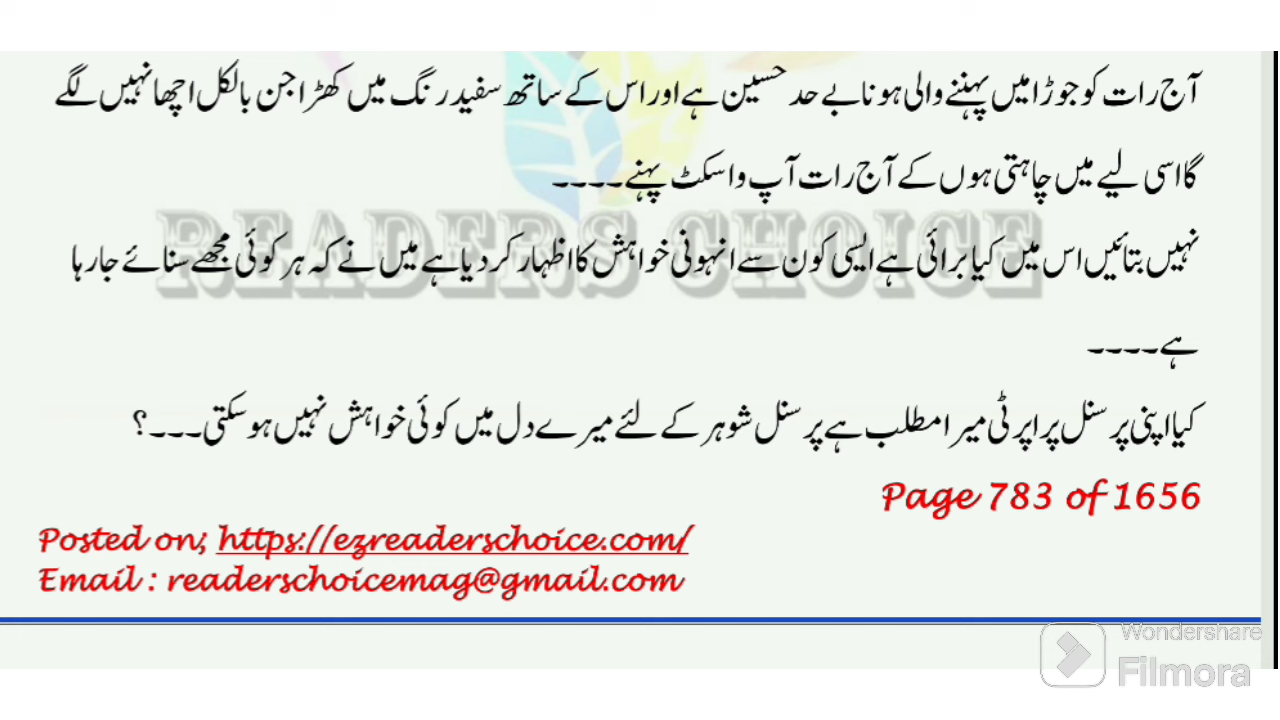 آج رات کو جوڑا میں پہننے والی ہو نا بے حد حسین ہے اور اس کے ساتھ سفید رنگ میں کھڑا جن بالکل اچھا نہیں لگے
گا اسی لیے میں چاہتی ہوں کے آج رات آپ واسکٹ پہنے۔۔۔۔
READERS CHOICE
نہیں بتائیں اس میں کیا برائی ہے ایسی کون سے انہونی خواہش کا اظہار کر دیا ہے میں نے کہ ہر کوئی مجھے سنائے جا رہا
ہے۔۔۔۔
کیا اپنی پرسنل پراپرٹی میرا مطلب ہے پرسنل شوہر کے لئے میرے دل میں کوئی خواہش نہیں ہو سکتی۔۔۔؟
Page 783 of 1656
Posted on; https://ezreaderschoice.com/
Email : readerschoicemag@gmail.com
Wondershare
Filmora